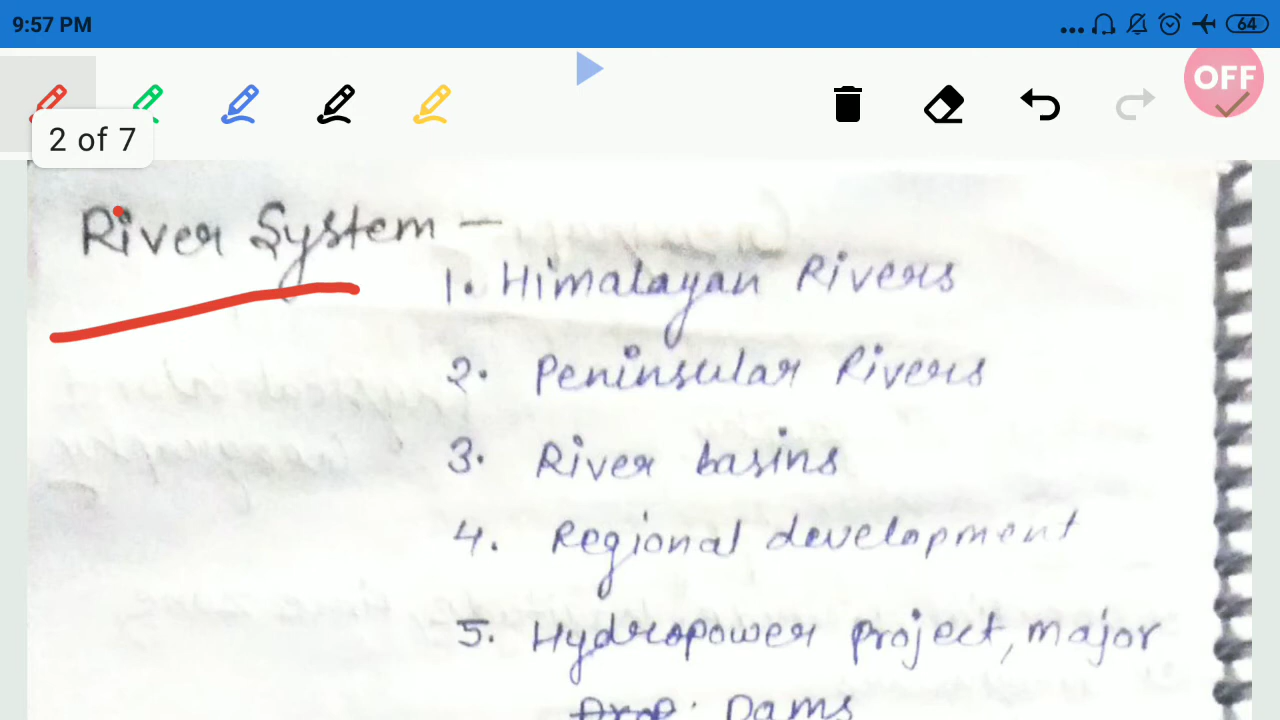 9:57 PM
64
OFF
2 of 7
River System —
1. Himalayan Rivers
2. Peninsular Rivers
3. River basins
4. Regional development
5. Hydropower project, major
Dams